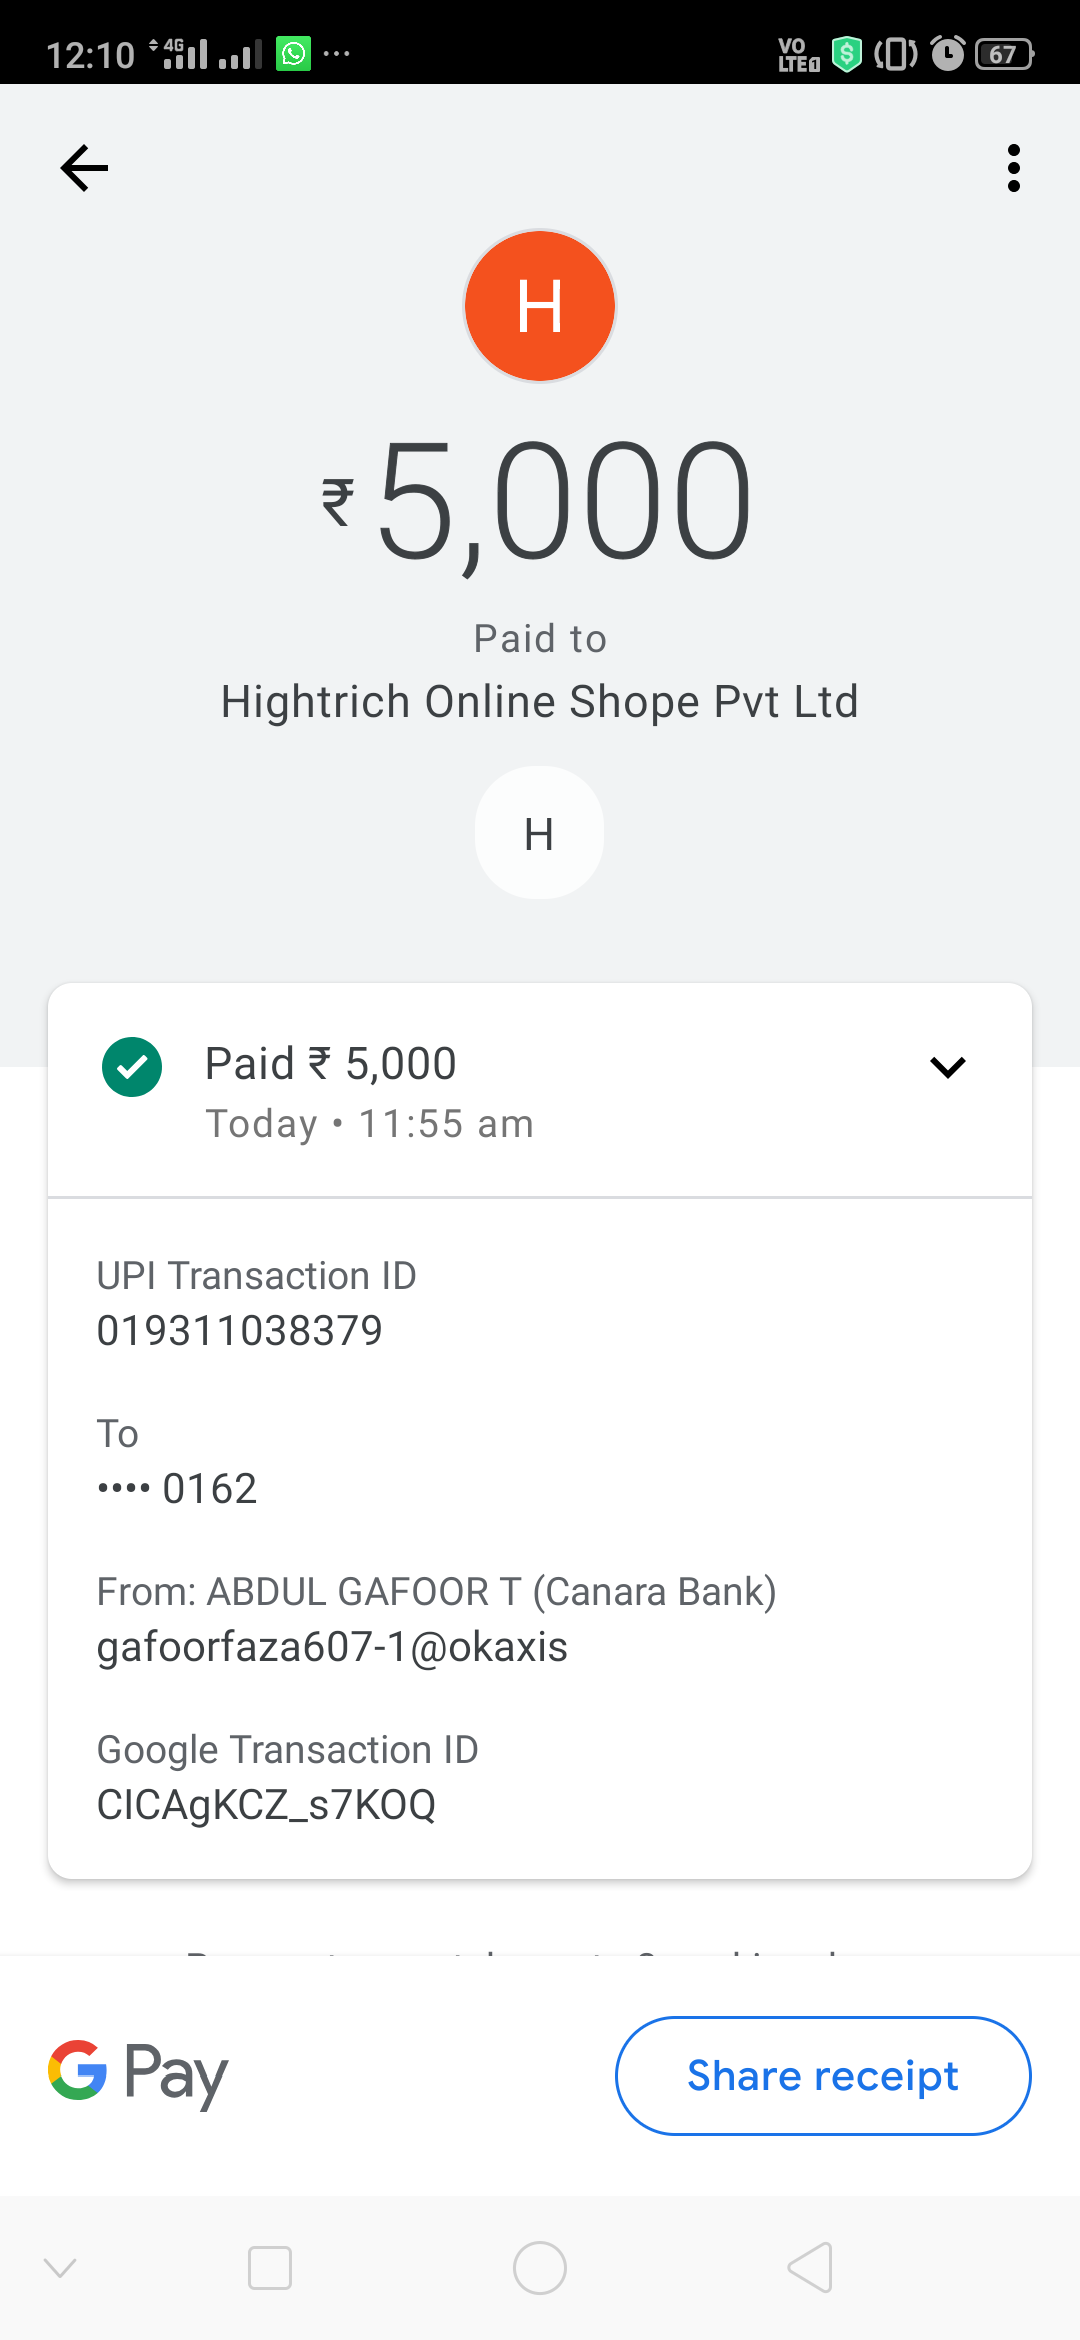 12:10 4G ...
VO LTE 1 67
H
₹5,000
Paid to
Hightrich Online Shope Pvt Ltd
H
Paid ₹ 5,000
Today • 11:55 am
UPI Transaction ID
019311038379
To
•••• 0162
From: ABDUL GAFOOR T (Canara Bank)
gafoorfaza607-1@okaxis
Google Transaction ID
CICAgKCZ_s7KOQ
G Pay
Share receipt